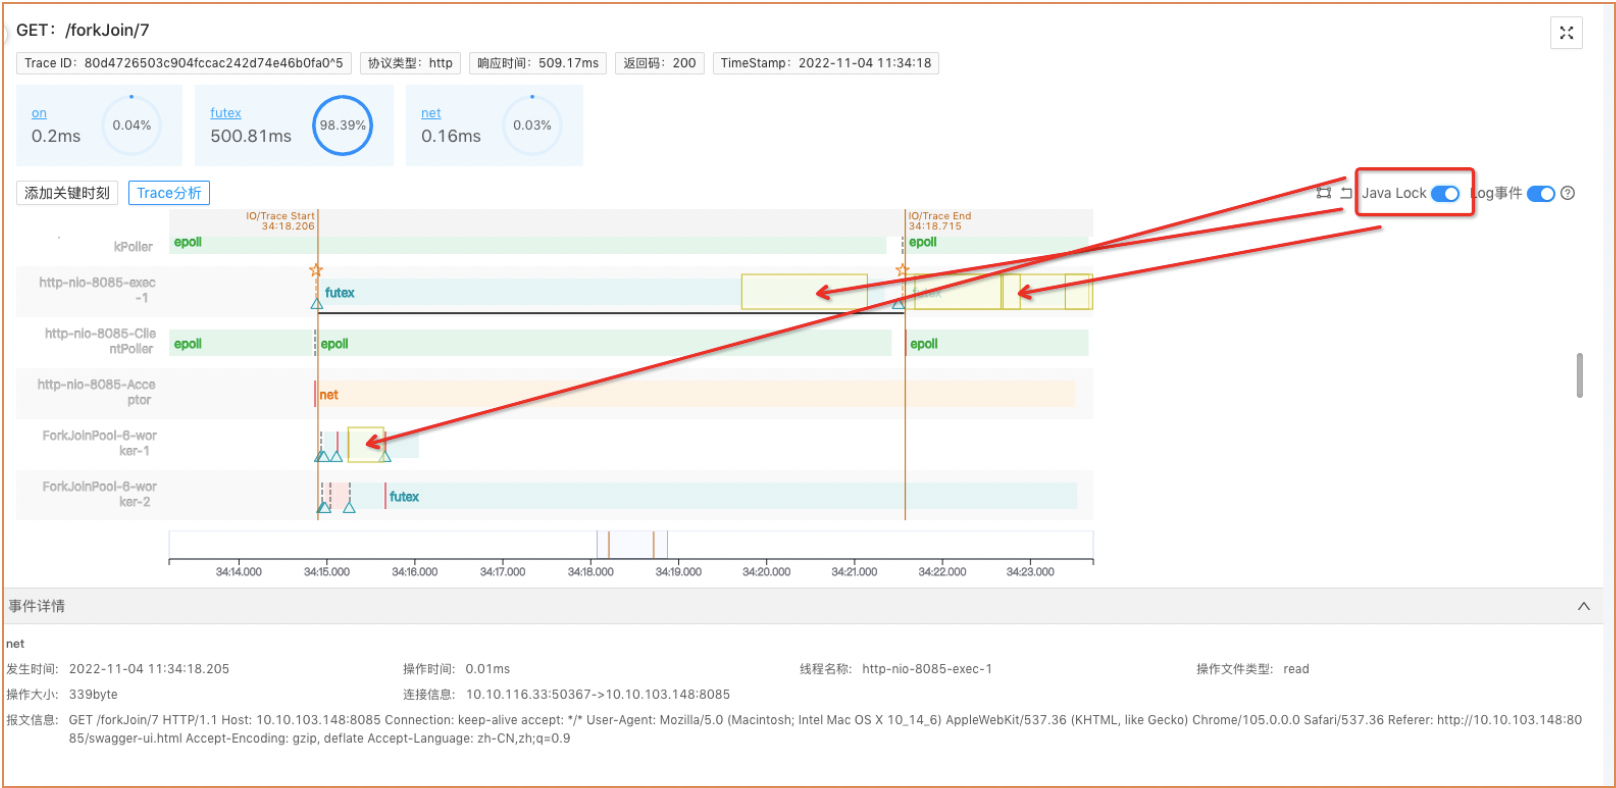 GET：/forkJoin/7
Trace ID：80d4726503c904fccac242d74e46b0fa0^5
协议类型：http
响应时间：509.17ms
返回码：200
TimeStamp：2022-11-04 11:34:18
on
0.2ms
0.04%
futex
500.81ms
98.39%
net
0.16ms
0.03%
添加关键时刻
Trace分析
Java Lock
Log事件
IO/Trace Start
34:18.206
IO/Trace End
34:18.715
kPoller
epoll
epoll
http-nio-8085-exec
-1
futex
futex
http-nio-8085-Clie
ntPoller
epoll
epoll
epoll
http-nio-8085-Acce
ptor
net
ForkJoinPool-6-wor
ker-1
ForkJoinPool-6-wor
ker-2
futex
34:14.000
34:15.000
34:16.000
34:17.000
34:18.000
34:19.000
34:20.000
34:21.000
34:22.000
34:23.000
事件详情
net
发生时间: 2022-11-04 11:34:18.205
操作时间: 0.01ms
线程名称: http-nio-8085-exec-1
操作文件类型: read
操作大小: 339byte
连接信息: 10.10.116.33:50367->10.10.103.148:8085
报文信息: GET /forkJoin/7 HTTP/1.1 Host: 10.10.103.148:8085 Connection: keep-alive accept: */* User-Agent: Mozilla/5.0 (Macintosh; Intel Mac OS X 10_14_6) AppleWebKit/537.36 (KHTML, like Gecko) Chrome/105.0.0.0 Safari/537.36 Referer: http://10.10.103.148:80
85/swagger-ui.html Accept-Encoding: gzip, deflate Accept-Language: zh-CN,zh;q=0.9